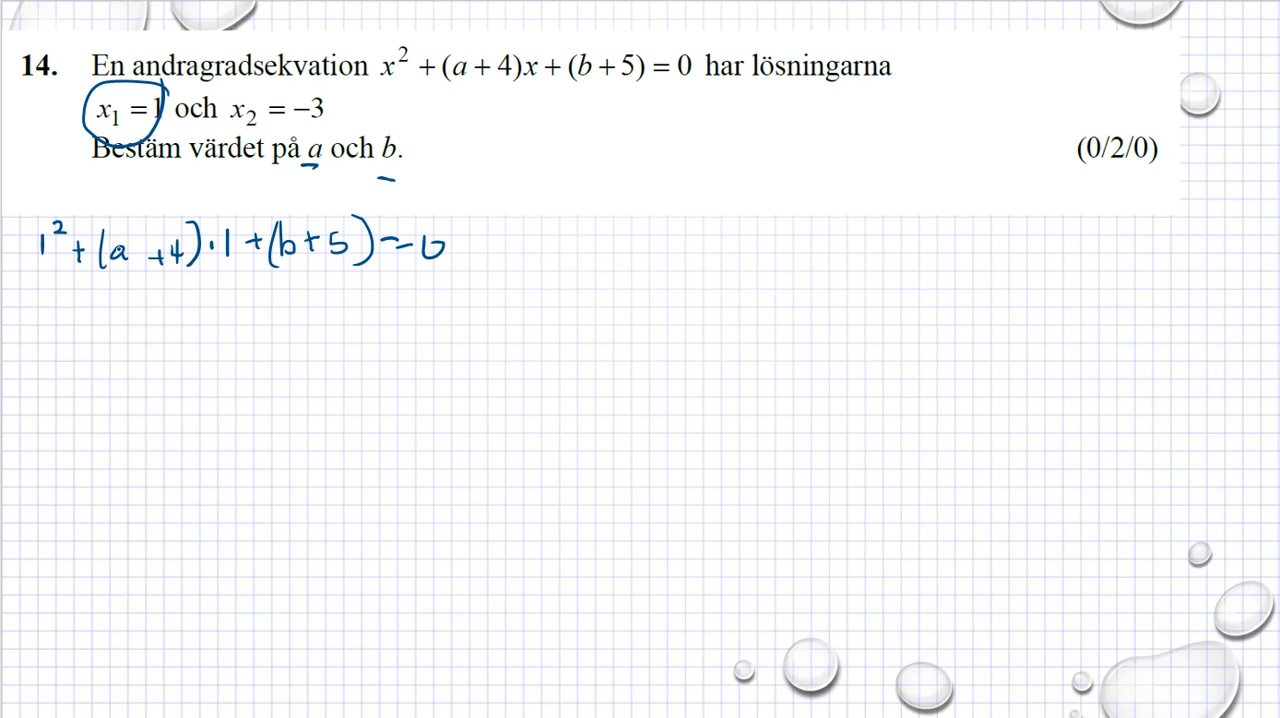 14. En andragradsekvation x² + (a + 4)x + (b + 5) = 0 har lösningarna
x₁ = 1 och x₂ = −3
Bestäm värdet på a och b. (0/2/0)
1² + (a + 4) · 1 + (b + 5) = 0